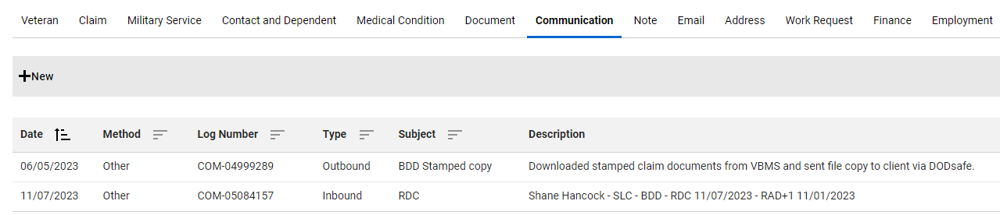 Veteran Claim Military Service Contact and Dependent Medical Condition Document Communication Note Email Address Work Request Finance Employment
New
Date Method Log Number Type Subject Description
06/05/2023 Other COM-04999289 Outbound BDD Stamped copy Downloaded stamped claim documents from VBMS and sent file copy to client via DODsafe.
11/07/2023 Other COM-05084157 Inbound RDC Shane Hancock - SLC - BDD - RDC 11/07/2023 - RAD+1 11/01/2023